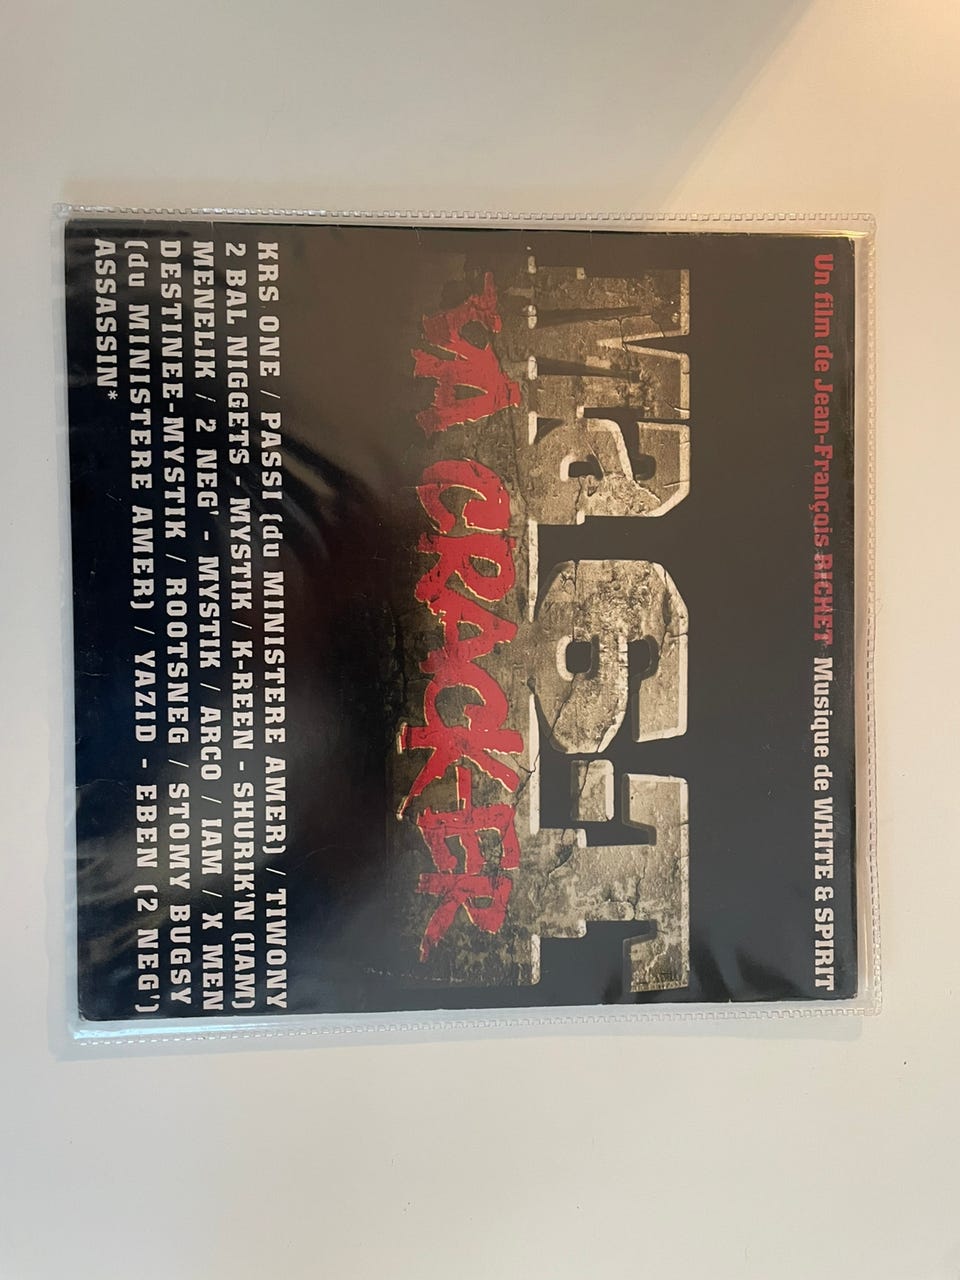 Un film de Jean-François RICHET Musique de WHITE & SPIRIT
Ma 6-T
VA CRACK-ER
KRS ONE / PASSI (du MINISTERE AMER) / TIWONY
2 BAL NIGGETS - MYSTIK / K-REEN - SHURIK'N (IAM)
MENELIK / 2 NEG' - MYSTIK / ARCO / IAM / X MEN
DESTINEE-MYSTIK / ROOTSNEG / STOMY BUGSY
(du MINISTERE AMER) / YAZID - EBEN (2 NEG')
ASSASSIN*